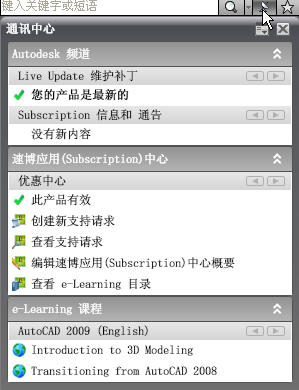 键入关键字或短语
通讯中心
Autodesk 频道
Live Update 维护补丁
您的产品是最新的
Subscription 信息和 通告
没有新内容
速博应用(Subscription)中心
优惠中心
此产品有效
创建新支持请求
查看支持请求
编辑速博应用(Subscription)中心概要
查看 e-Learning 目录
e-Learning 课程
AutoCAD 2009 (English)
Introduction to 3D Modeling
Transitioning from AutoCAD 2008